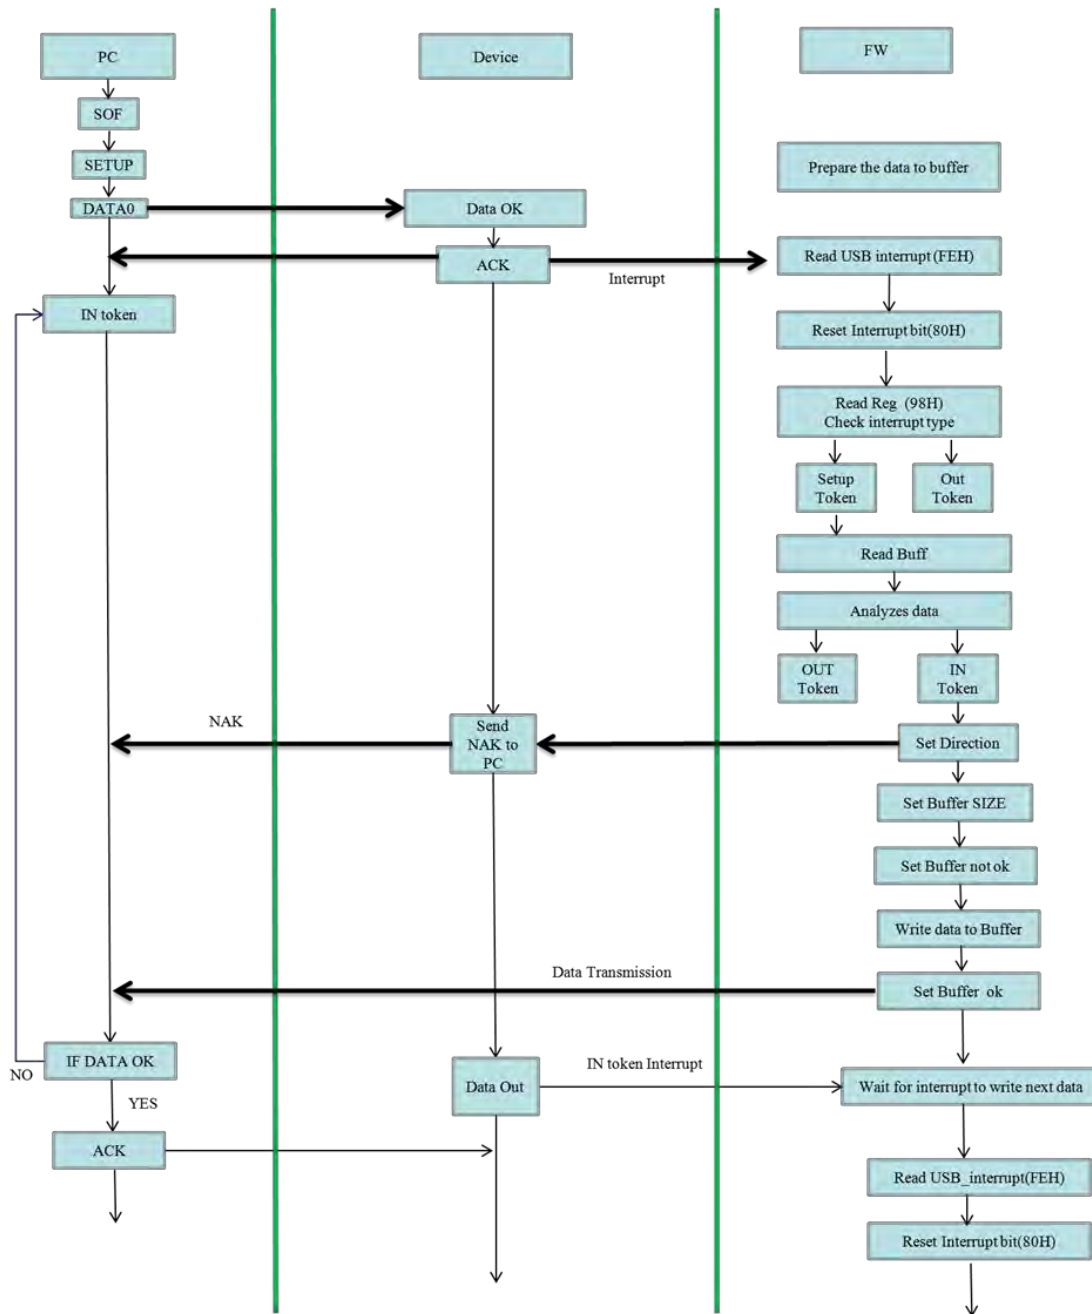 PC
Device
FW
SOF
SETUP
Prepare the data to buffer
DATA0
Data OK
ACK
Interrupt
Read USB interrupt (FEH)
IN token
Reset Interrupt bit(80H)
Read Reg (98H)
Check interrupt type
Setup
Token
Out
Token
Read Buff
Analyzes data
OUT
Token
IN
Token
NAK
Send
NAK to
PC
Set Direction
Set Buffer SIZE
Set Buffer not ok
Write data to Buffer
Data Transmission
Set Buffer ok
IF DATA OK
NO
YES
Data Out
IN token Interrupt
Wait for interrupt to write next data
ACK
Read USB_interrupt(FEH)
Reset Interrupt bit(80H)